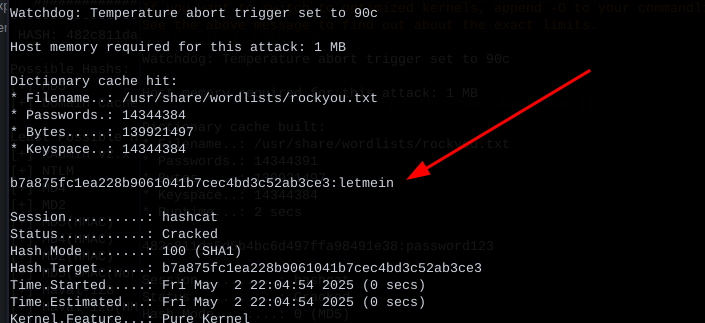 Watchdog: Temperature abort trigger set to 90c
Host memory required for this attack: 1 MB
Dictionary cache hit:
* Filename..: /usr/share/wordlists/rockyou.txt
* Passwords.: 14344384
* Bytes.....: 139921497
* Keyspace..: 14344384
b7a875fc1ea228b9061041b7cec4bd3c52ab3ce3:letmein
Session..........: hashcat
Status...........: Cracked
Hash.Mode........: 100 (SHA1)
Hash.Target......: b7a875fc1ea228b9061041b7cec4bd3c52ab3ce3
Time.Started.....: Fri May  2 22:04:54 2025 (0 secs)
Time.Estimated...: Fri May  2 22:04:54 2025 (0 secs)
Kernel.Feature...: Pure Kernel